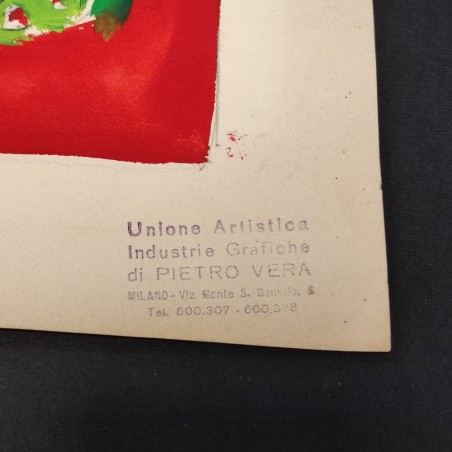 Unione Artistica
Industrie Grafiche
di PIETRO VERA
MILANO - Via Monte S. Genesio, 8
Tel. 600.307 - 600.368